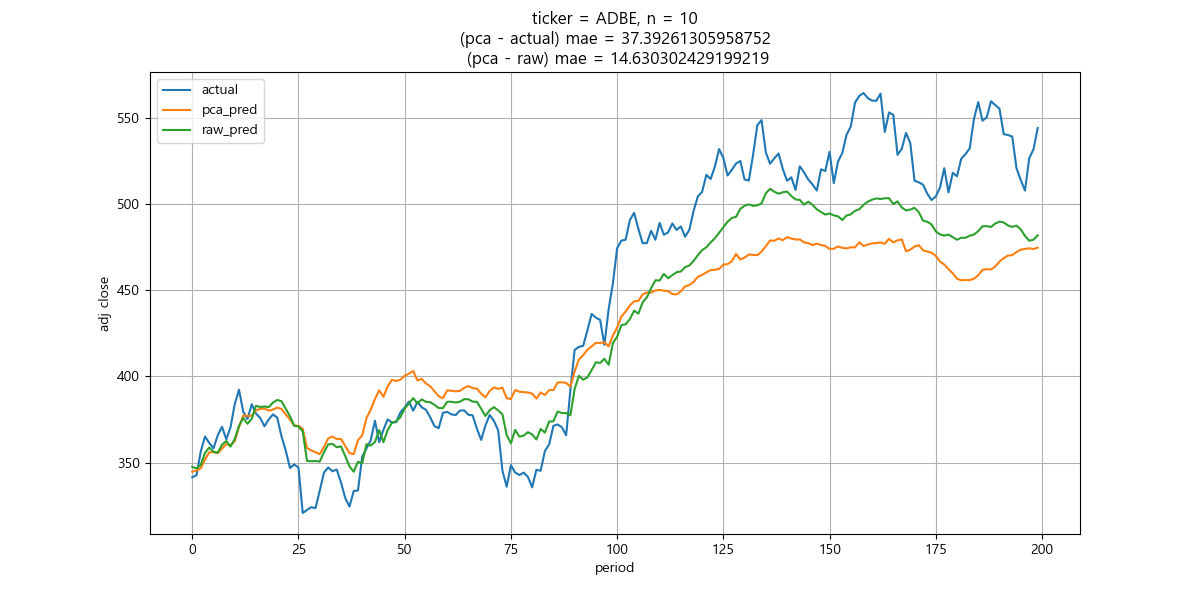 ticker = ADBE, n = 10
(pca - actual) mae = 37.39261305958752
(pca - raw) mae = 14.630302429199219
actual
pca_pred
raw_pred
550
500
450
400
350
adj close
0 25 50 75 100 125 150 175 200
period